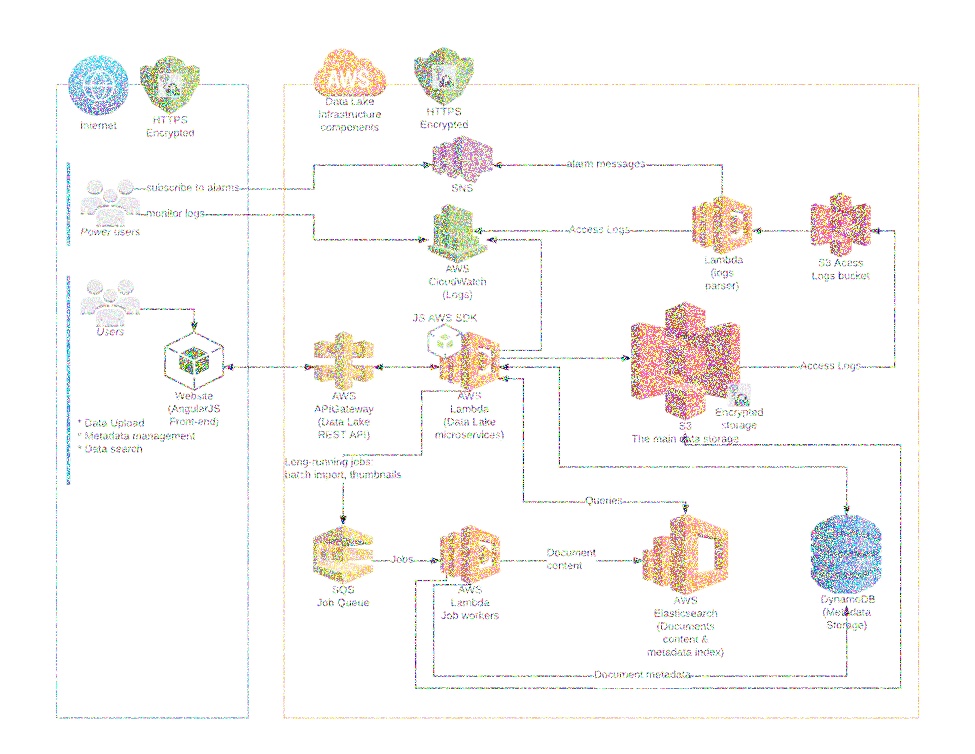 AWS
Internet
HTTPS
Encrypted
Data Lake
Infrastructure
components
HTTPS
Encrypted
SNS
alarm messages
subscribe to alarms
monitor logs
Power users
Access Logs
AWS
CloudWatch
(Logs)
Lambda
(logs
parser)
S3 Acess
Logs bucket
Users
JS AWS SDK
Access Logs
Website
(AngularJS
Front-end)
AWS
APIGateway
(Data Lake
REST API)
AWS
Lambda
(Data Lake
microservices)
Encrypted
storage
S3
The main data storage
* Data Upload
* Metadata management
* Data search
Long-running jobs:
batch import, thumbnails
Queries
Jobs
Document
content
SQS
Job Queue
AWS
Lambda
Job workers
AWS
Elasticsearch
(Documents
content &
metadata index)
DynamoDB
(Metadata
Storage)
Document metadata